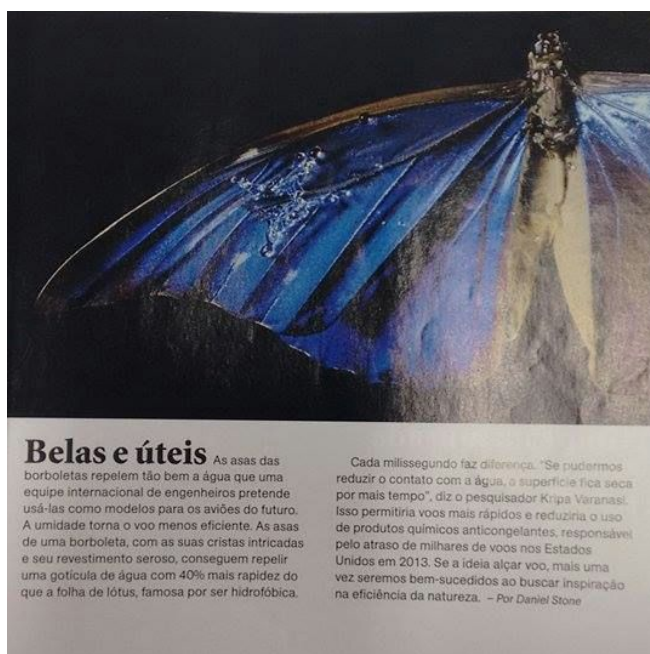 Belas e úteis As asas das
borboletas repelem tão bem a água que uma
equipe internacional de engenheiros pretende
usá-las como modelos para os aviões do futuro.
A umidade torna o voo menos eficiente. As asas
de uma borboleta, com as suas cristas intricadas
e seu revestimento seroso, conseguem repelir
uma gotícula de água com 40% mais rapidez do
que a folha de lótus, famosa por ser hidrofóbica.
Cada milissegundo faz diferença. “Se pudermos
reduzir o contato com a água, a superfície fica seca
por mais tempo”, diz o pesquisador Kripa Varanasi.
Isso permitiria voos mais rápidos e reduziria o uso
de produtos químicos anticongelantes, responsável
pelo atraso de milhares de voos nos Estados
Unidos em 2013. Se a ideia alçar voo, mais uma
vez seremos bem-sucedidos ao buscar inspiração
na eficiência da natureza. – Por Daniel Stone